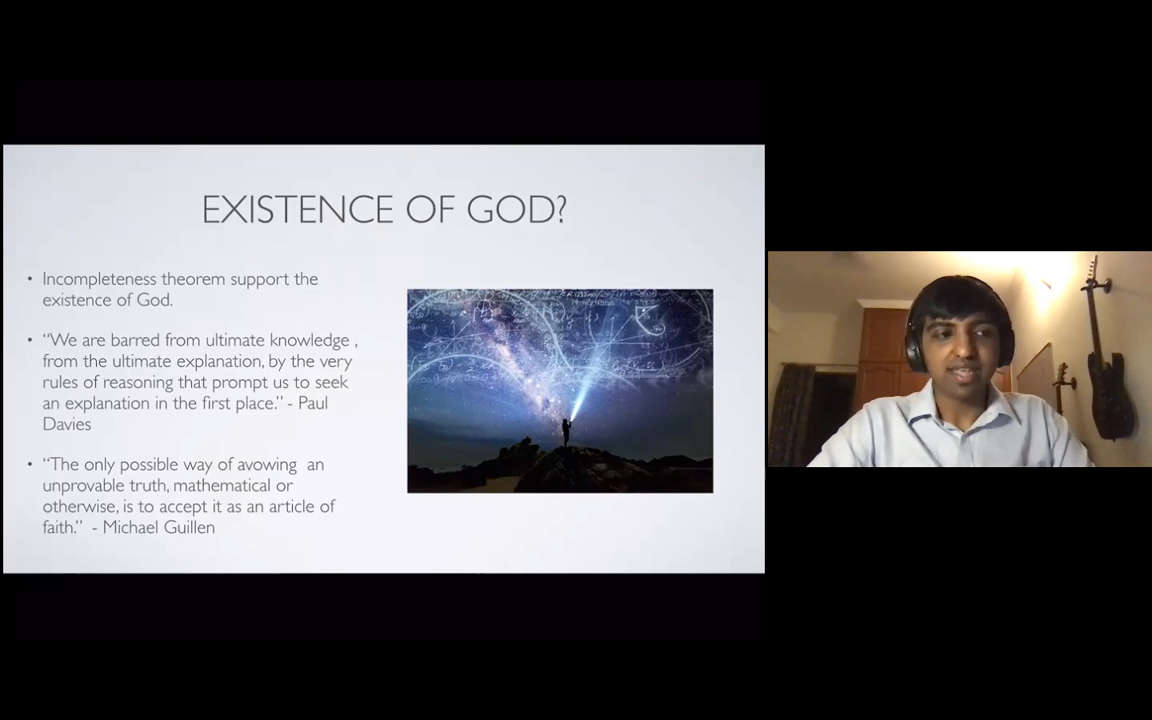 EXISTENCE OF GOD?
• Incompleteness theorem support the
existence of God.
• “We are barred from ultimate knowledge ,
from the ultimate explanation, by the very
rules of reasoning that prompt us to seek
an explanation in the first place.” - Paul
Davies
• “The only possible way of avowing  an
unprovable truth, mathematical or
otherwise, is to accept it as an article of
faith.”  - Michael Guillen